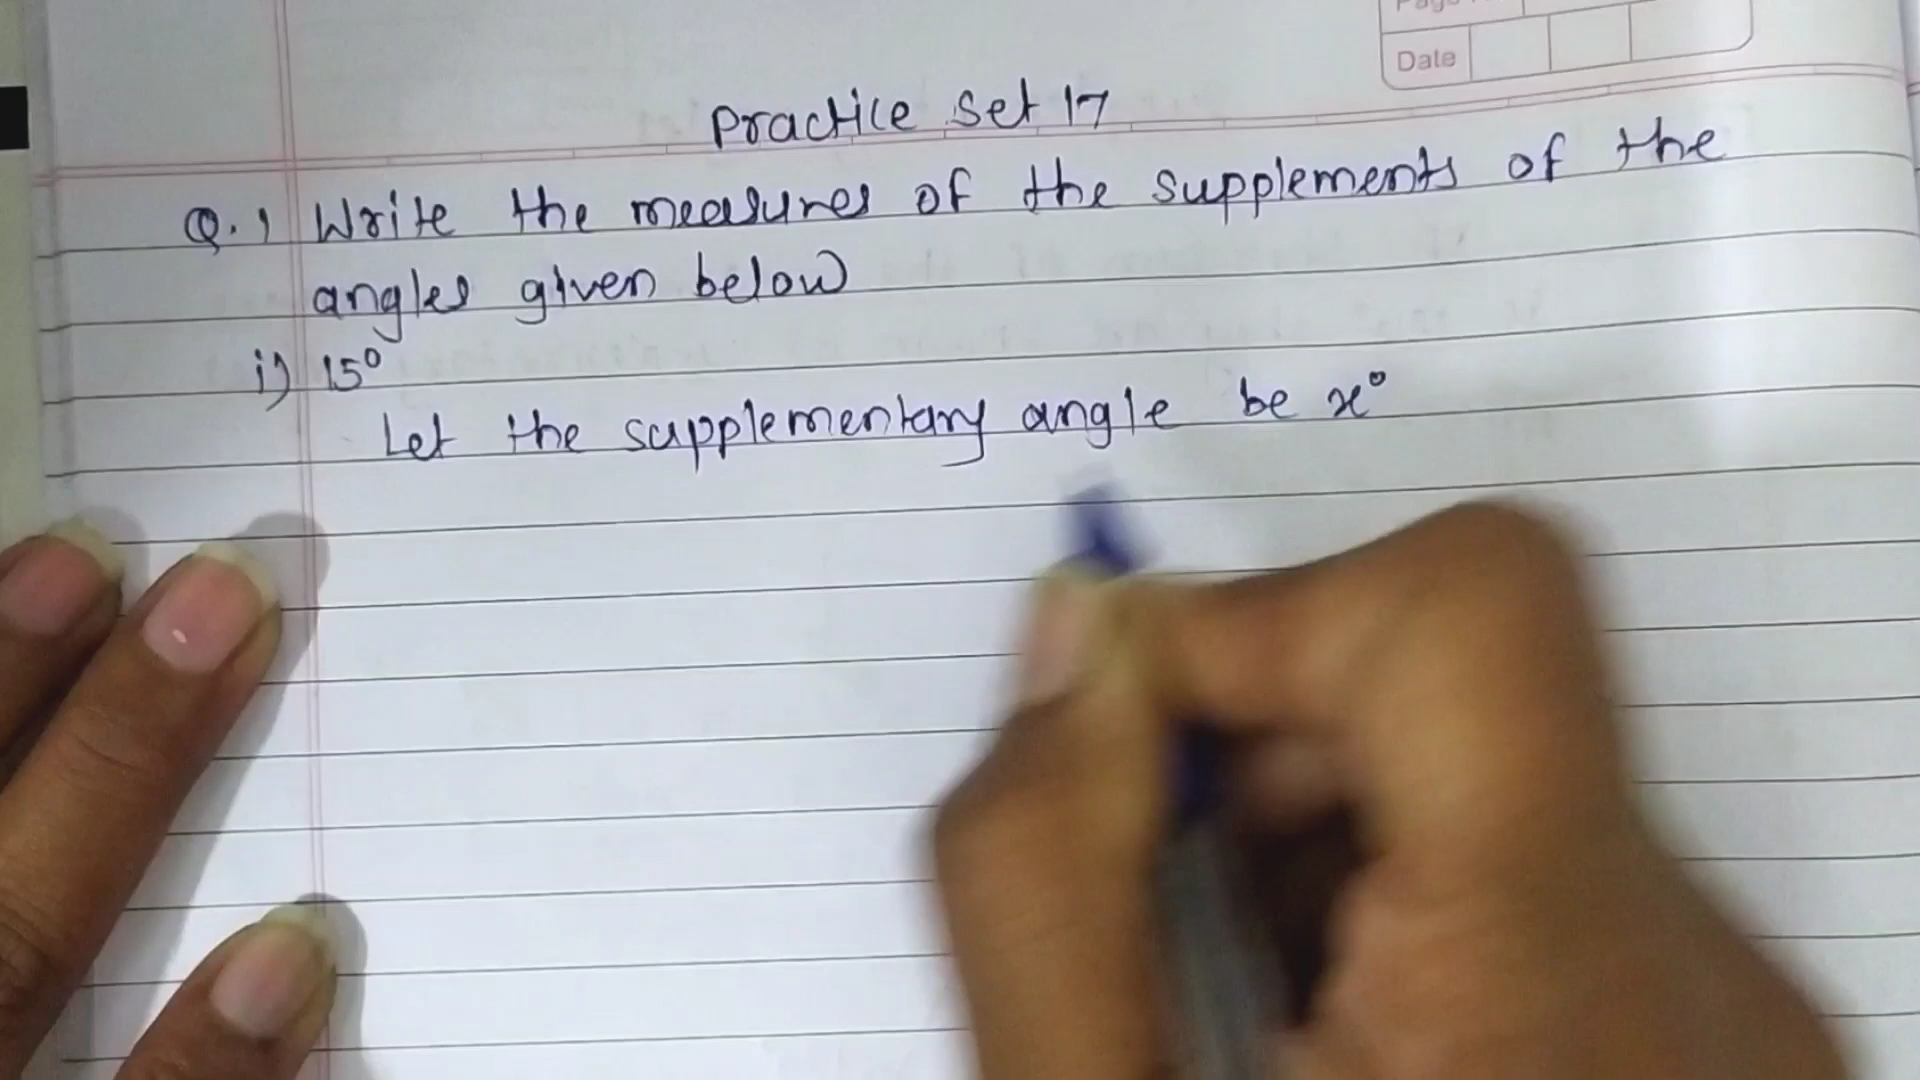 Date
Practice Set 17
Q.1 Write the measures of the supplements of the
angles given below
i) 15°
Let the supplementary angle be x°